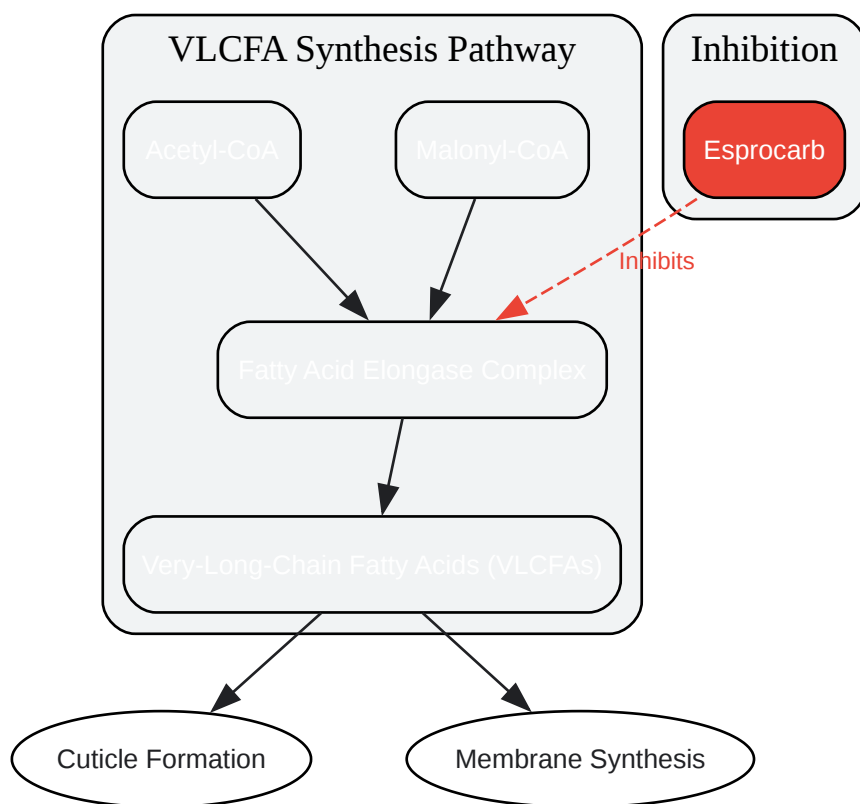 VLCFA Synthesis Pathway
Inhibition
Acetyl-CoA
Malonyl-CoA
Esprocarb
Inhibits
Fatty Acid Elongase Complex
Very-Long-Chain Fatty Acids (VLCFAs)
Cuticle Formation
Membrane Synthesis